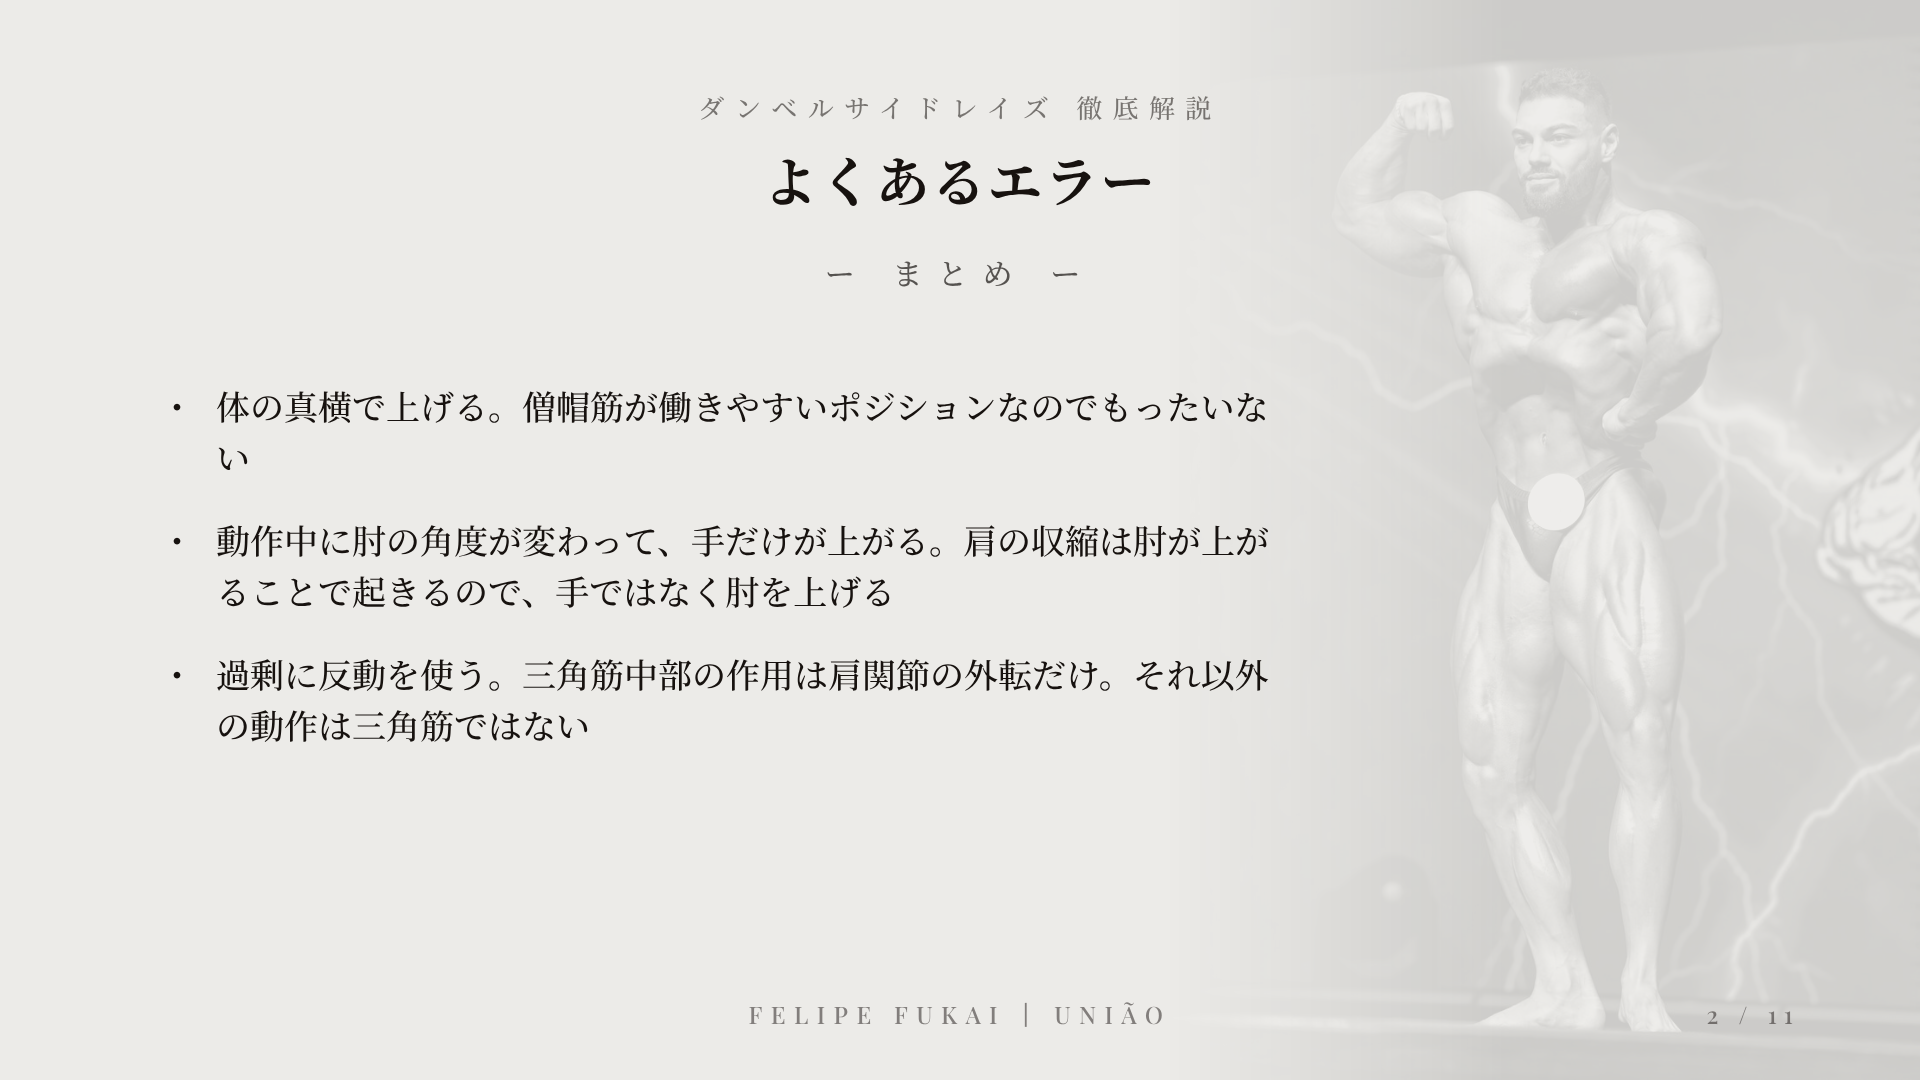 ダンベルサイドレイズ 徹底解説
よくあるエラー
ー まとめ ー
・ 体の真横で上げる。僧帽筋が働きやすいポジションなのでもったいな
い
・ 動作中に肘の角度が変わって、手だけが上がる。肩の収縮は肘が上が
ることで起きるので、手ではなく肘を上げる
・ 過剰に反動を使う。三角筋中部の作用は肩関節の外転だけ。それ以外
の動作は三角筋ではない
FELIPE FUKAI | UNIÃO
2 / 11